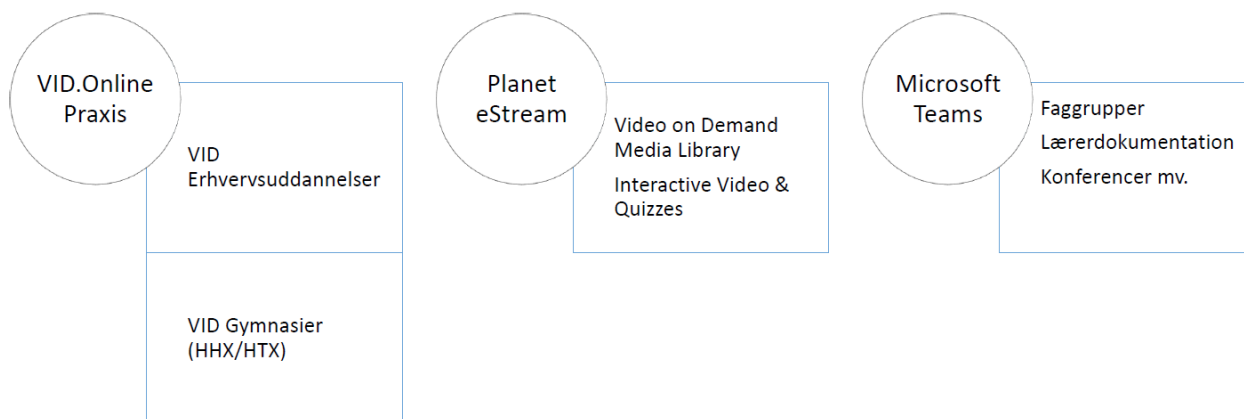 VID.Online
Praxis
VID
Erhvervsuddannelser
VID Gymnasier
(HHX/HTX)
Planet
eStream
Video on Demand
Media Library
Interactive Video &
Quizzes
Microsoft
Teams
Faggrupper
Lærerdokumentation
Konferencer mv.